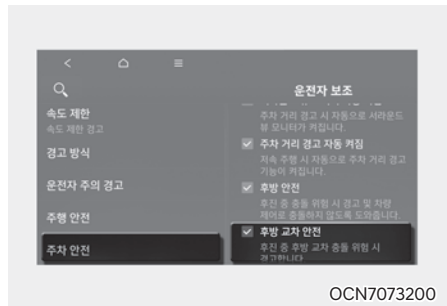 운전자 보조
속도 제한
속도 제한 경고
경고 방식
운전자 주의 경고
주행 안전
주차 안전
주차 거리 경고 시 자동으로 서라운드
뷰 모니터가 켜집니다.
주차 거리 경고 자동 켜짐
저속 주행 시 자동으로 주차 거리 경고
기능이 켜집니다.
후방 안전
후진 중 충돌 위험 시 경고 및 차량
제어로 충돌하지 않도록 도와줍니다.
후방 교차 안전
후진 중 후방 교차 충돌 위험 시
경고합니다
OCN7073200